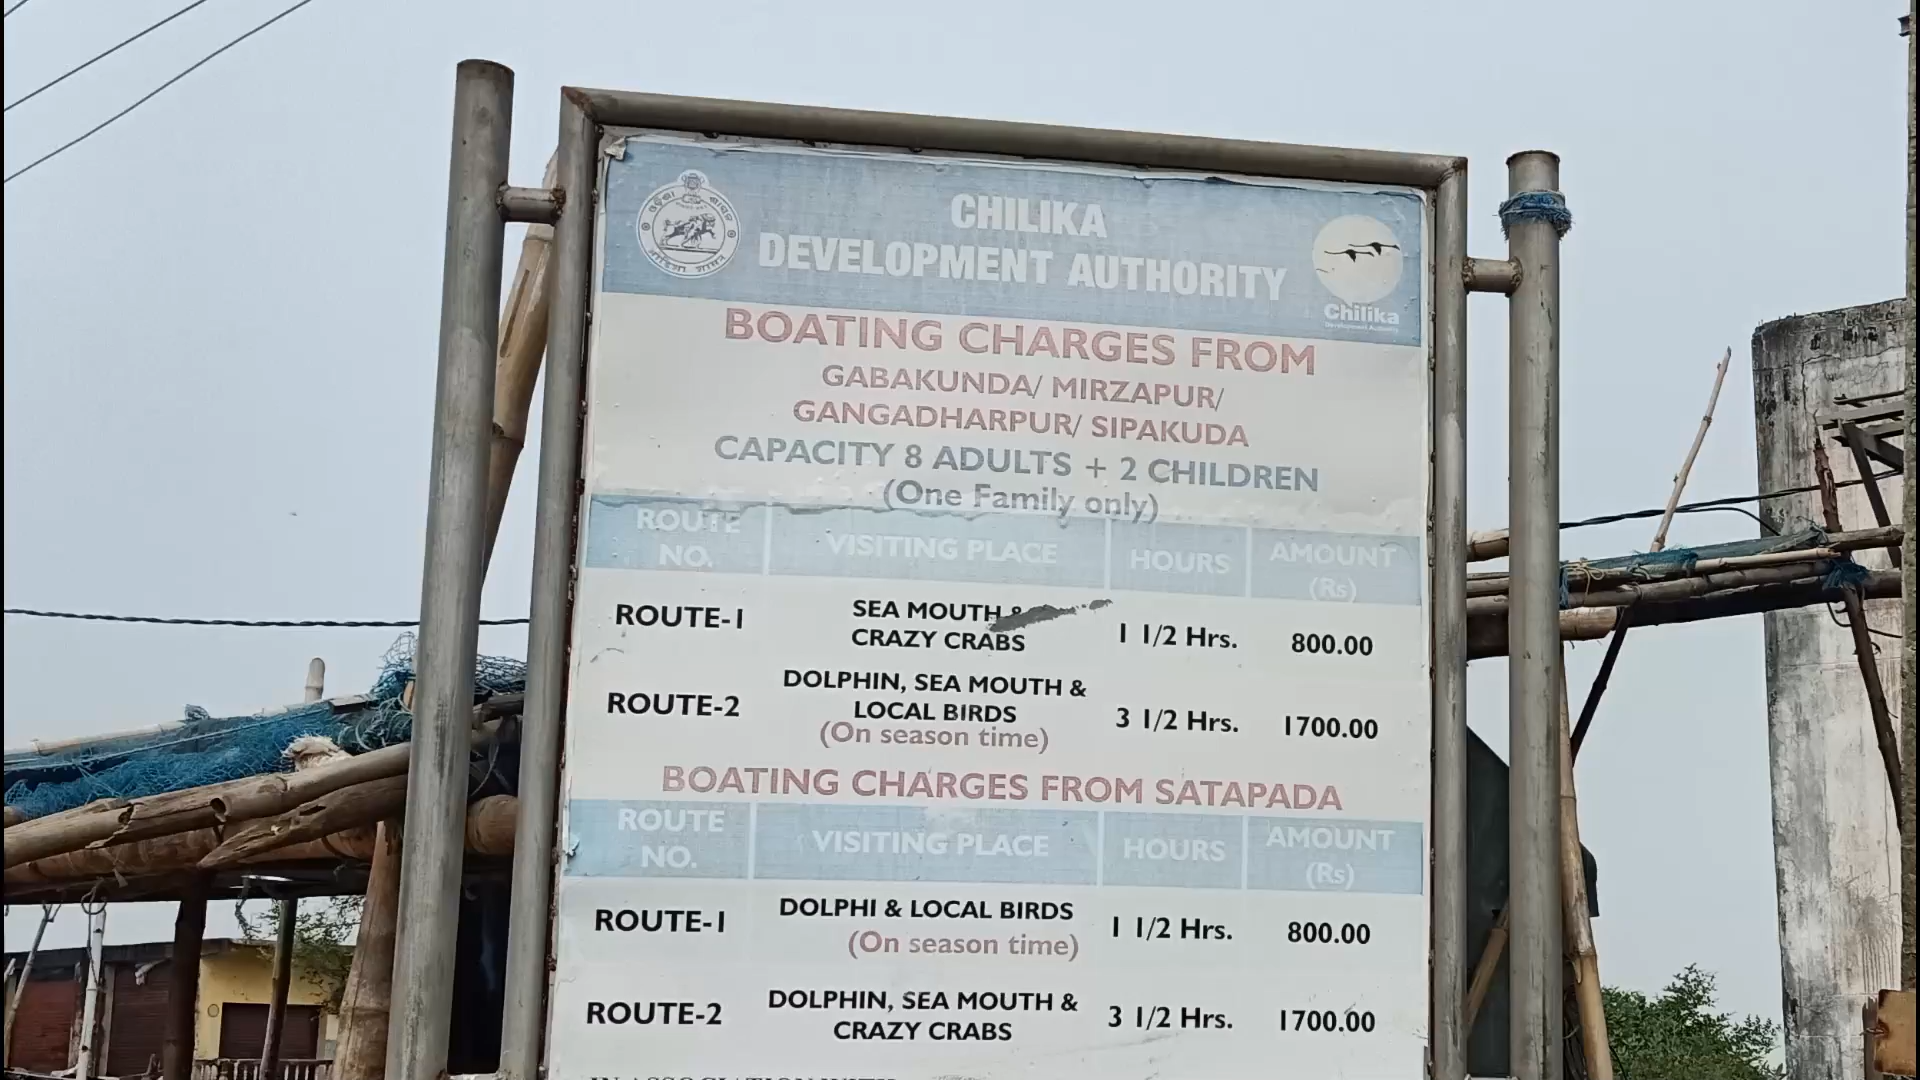 CHILIKA
DEVELOPMENT AUTHORITY
Chilika
Development Authority
BOATING CHARGES FROM
GABAKUNDA/ MIRZAPUR/
GANGADHARPUR/ SIPAKUDA
CAPACITY 8 ADULTS + 2 CHILDREN
(One Family only)
ROUTE NO. VISITING PLACE HOURS AMOUNT (Rs)
ROUTE-1 SEA MOUTH & CRAZY CRABS 1 1/2 Hrs. 800.00
ROUTE-2 DOLPHIN, SEA MOUTH & LOCAL BIRDS (On season time) 3 1/2 Hrs. 1700.00
BOATING CHARGES FROM SATAPADA
ROUTE NO. VISITING PLACE HOURS AMOUNT (Rs)
ROUTE-1 DOLPHI & LOCAL BIRDS (On season time) 1 1/2 Hrs. 800.00
ROUTE-2 DOLPHIN, SEA MOUTH & CRAZY CRABS 3 1/2 Hrs. 1700.00